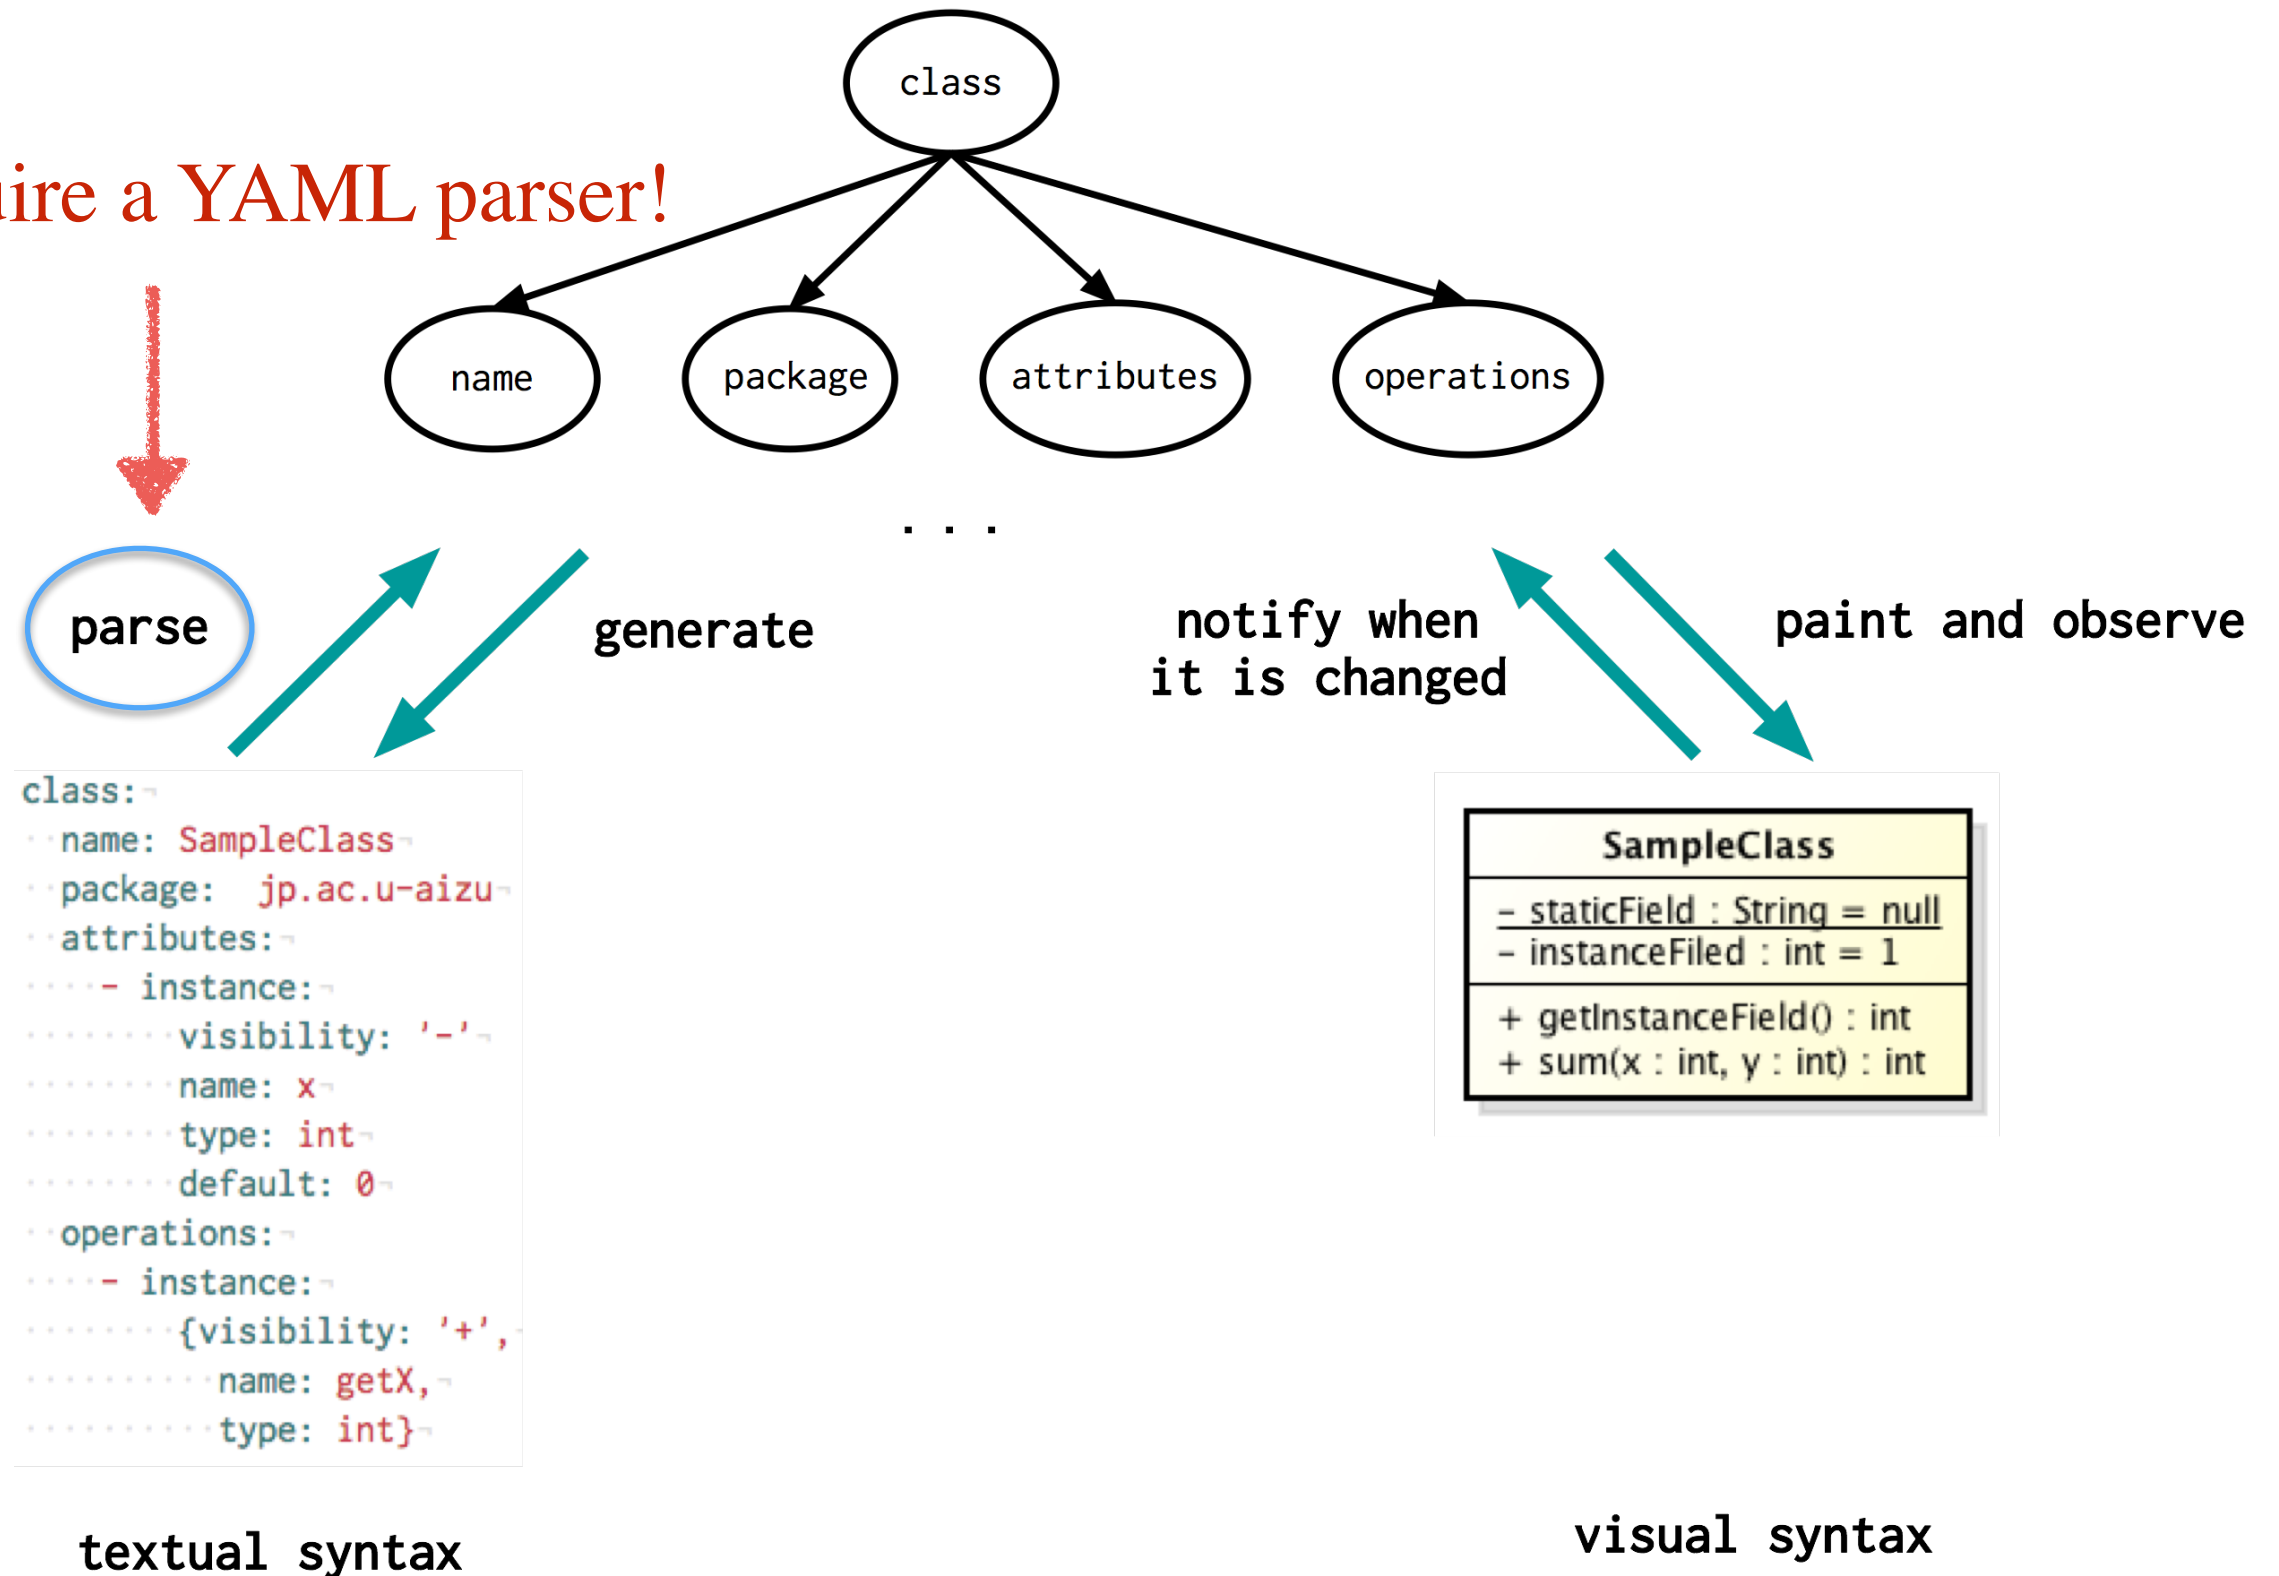 class
uire a YAML parser!
name
package
attributes
operations
...
parse
generate
notify when
it is changed
paint and observe
class:
name: SampleClass
package:  jp.ac.u-aizu
attributes:
- instance:
visibility: '-'
name: x
type: int
default: 0
operations:
- instance:
{visibility: '+',
name: getX,
type: int}
textual syntax
SampleClass
- staticField : String = null
- instanceFiled : int = 1
+ getInstanceField() : int
+ sum(x : int, y : int) : int
visual syntax